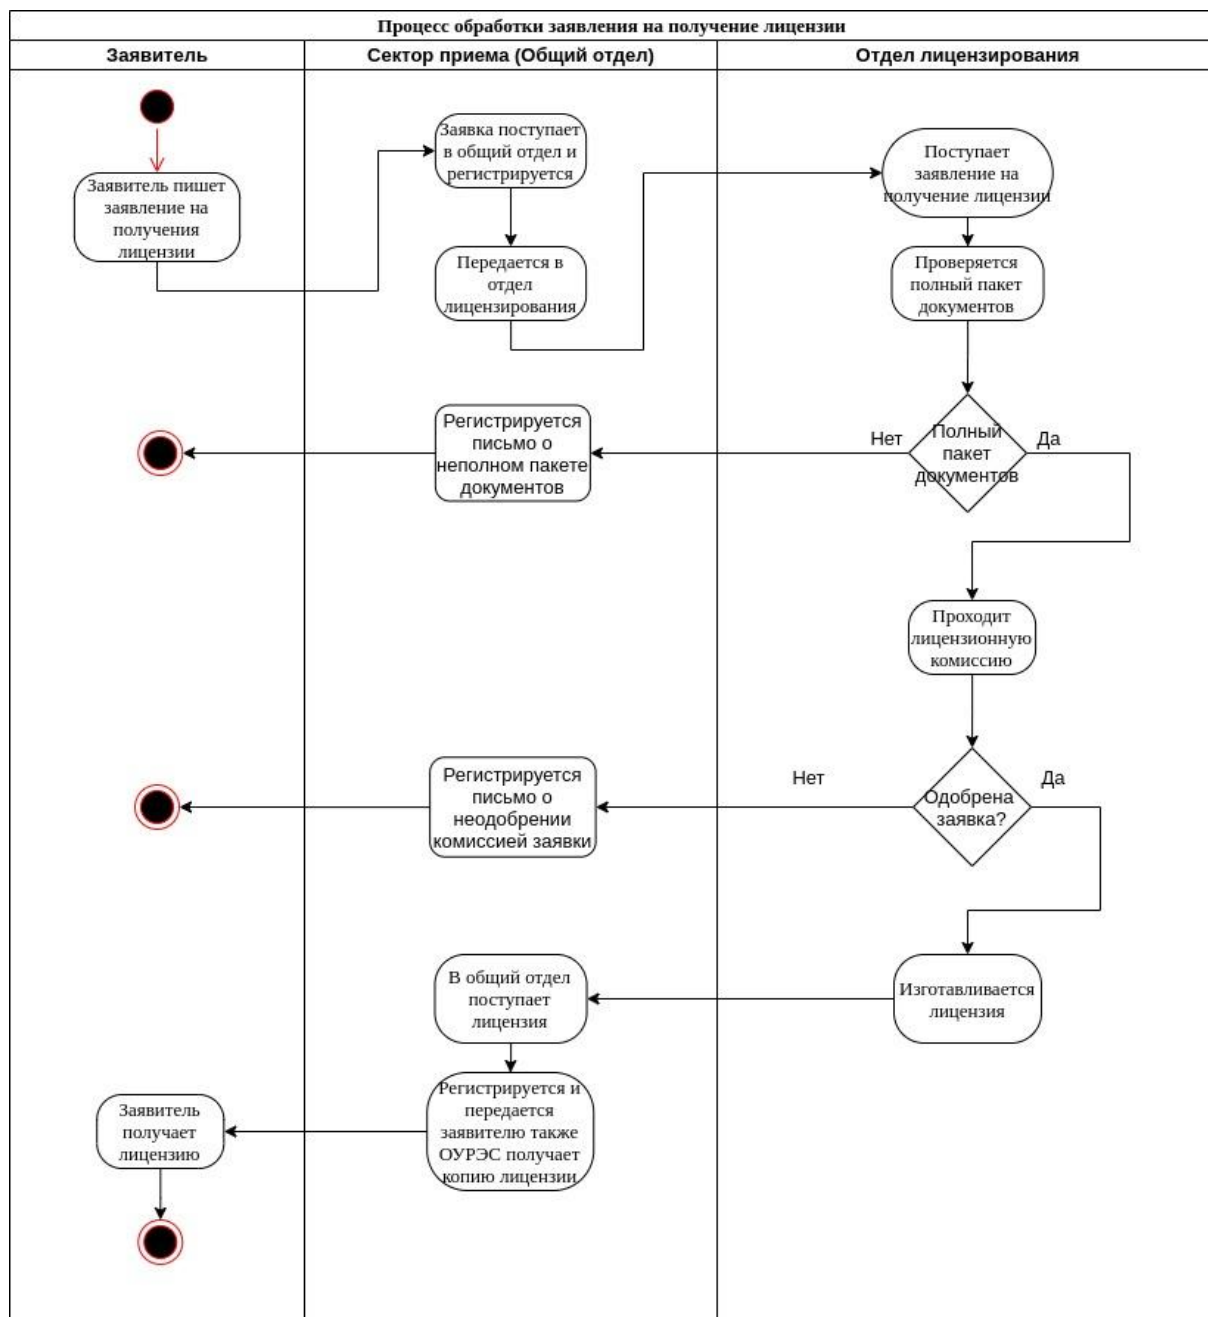 Процесс обработки заявления на получение лицензии
Заявитель
Сектор приема (Общий отдел)
Отдел лицензирования
Заявитель пишет
заявление на
получения
лицензии
Заявка поступает
в общий отдел и
регистрируется
Передается в
отдел
лицензирования
Поступает
заявление на
получение лицензии
Проверяется
полный пакет
документов
Полный
пакет
документов
Нет
Да
Регистрируется
письмо о
неполном пакете
документов
Проходит
лицензионную
комиссию
Одобрена
заявка?
Нет
Да
Регистрируется
письмо о
неодобрении
комиссией заявки
Изготавливается
лицензия
В общий отдел
поступает
лицензия
Регистрируется и
передается
заявителю также
ОУРЭС получает
копию лицензии
Заявитель
получает
лицензию